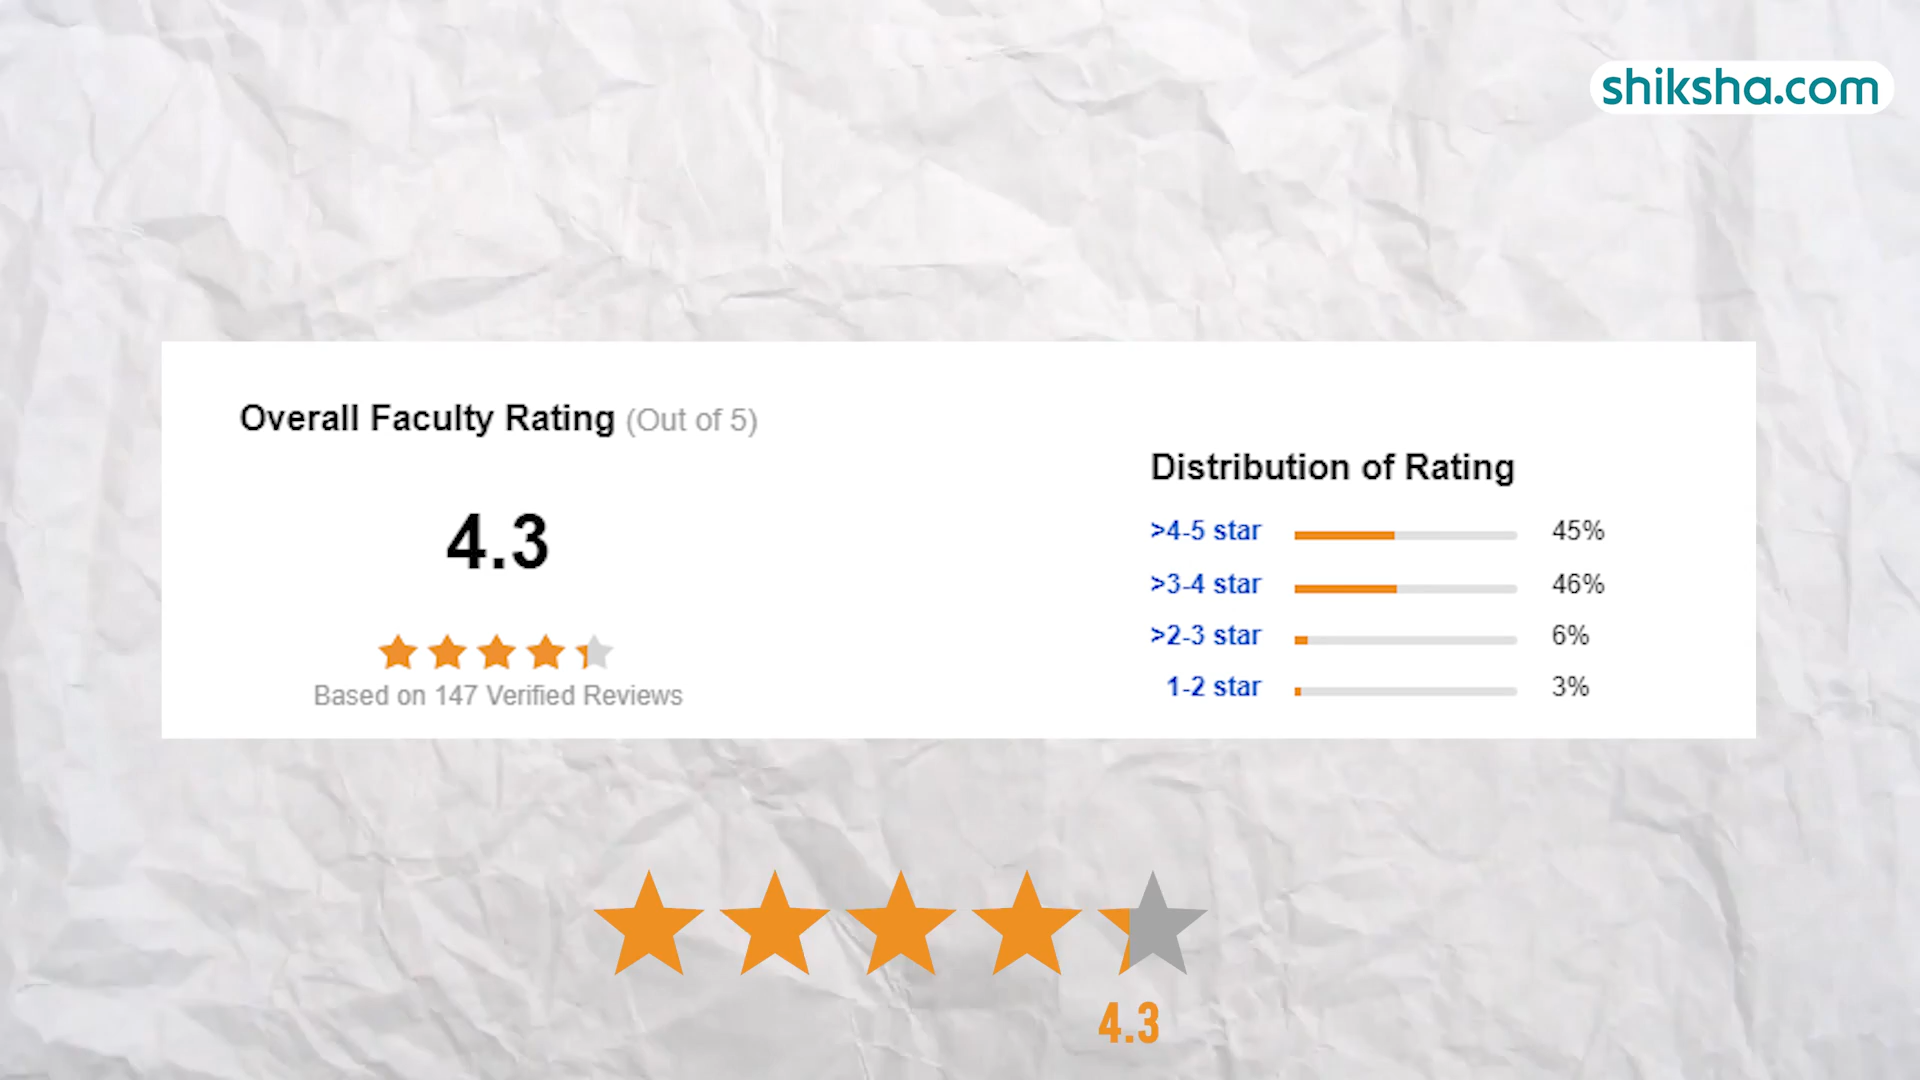 shiksha.com
Overall Faculty Rating (Out of 5)
4.3
Based on 147 Verified Reviews
Distribution of Rating
>4-5 star 45%
>3-4 star 46%
>2-3 star 6%
1-2 star 3%
4.3